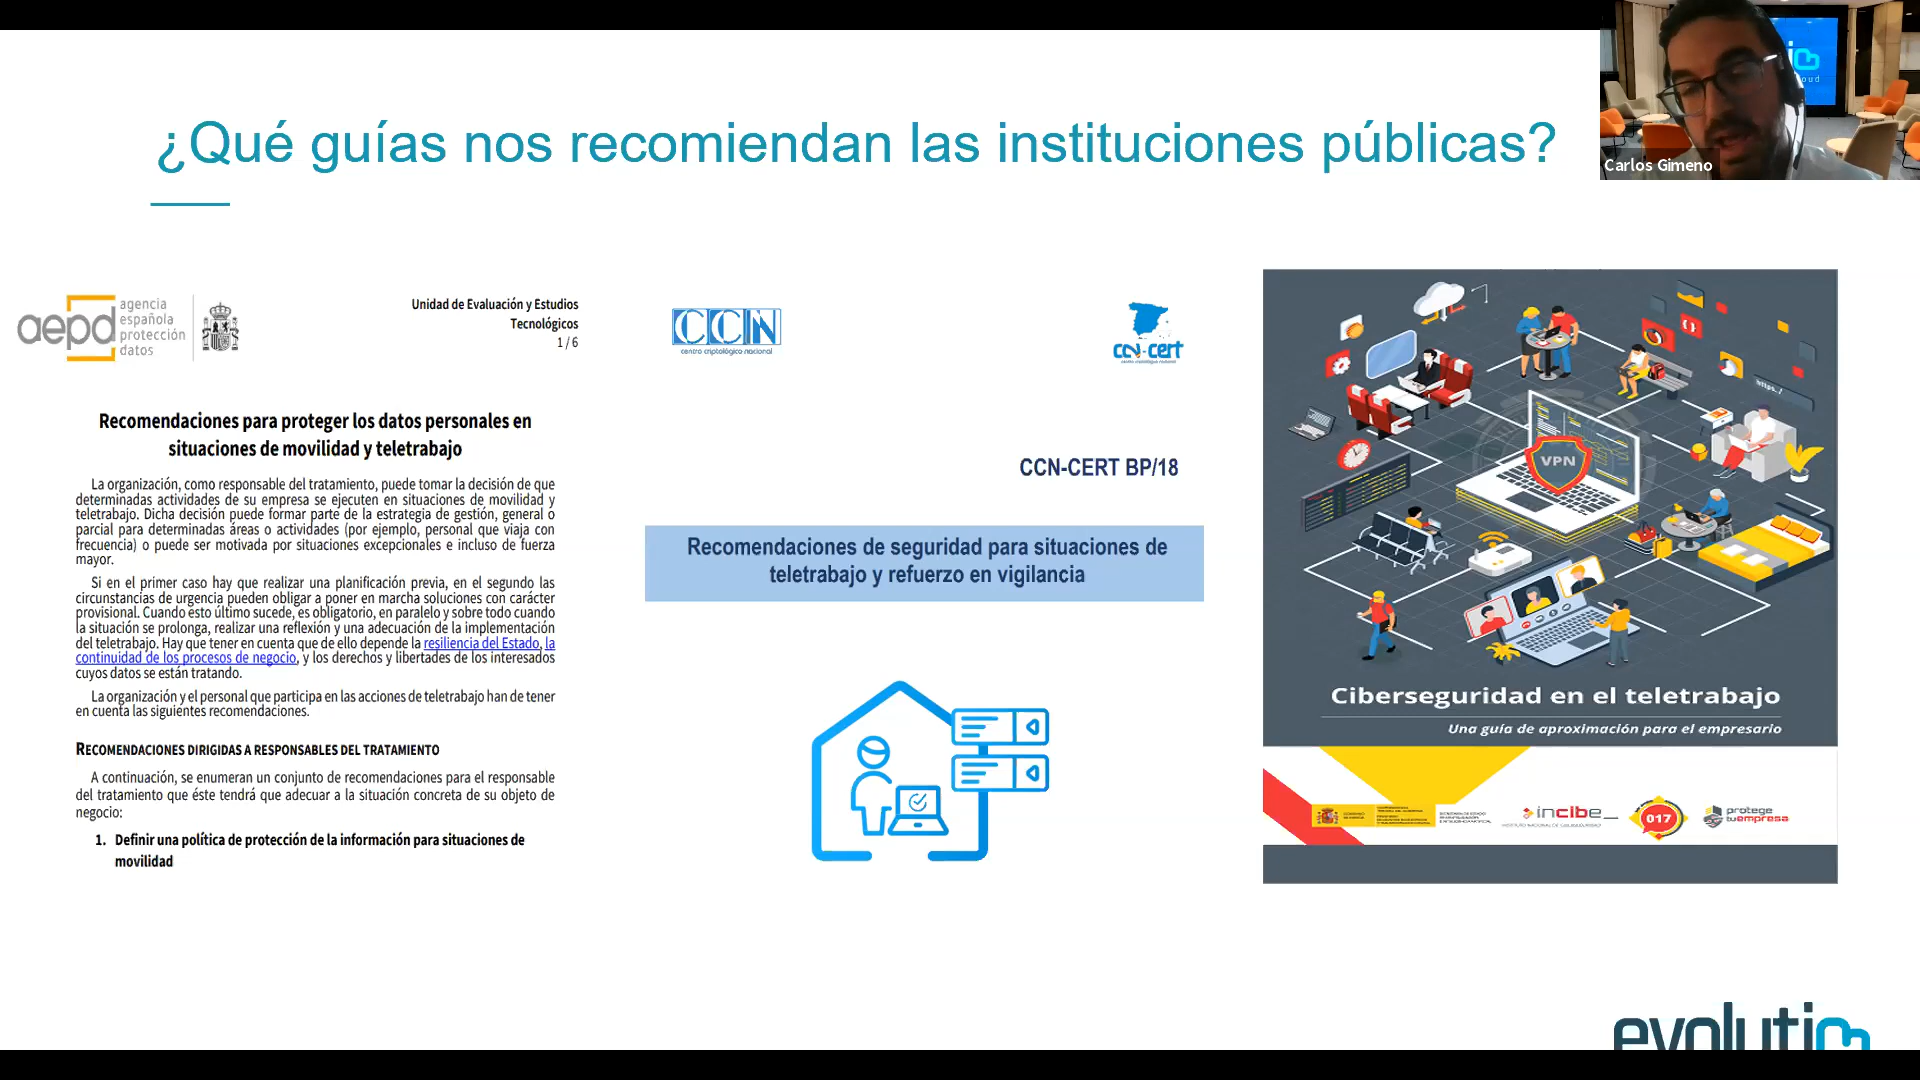 ¿Qué guías nos recomiendan las instituciones públicas?
Carlos Gimeno
aepd
agencia
española
protección
datos
Unidad de Evaluación y Estudios
Tecnológicos
1 / 6
Recomendaciones para proteger los datos personales en
situaciones de movilidad y teletrabajo
La organización, como responsable del tratamiento, puede tomar la decisión de que
determinadas actividades de su empresa se ejecuten en situaciones de movilidad y
teletrabajo. Dicha decisión puede formar parte de la estrategia de gestión, general o
parcial para determinadas áreas o actividades (por ejemplo, personal que viaja con
frecuencia) o puede ser motivada por situaciones excepcionales e incluso de fuerza
mayor.
Si en el primer caso hay que realizar una planificación previa, en el segundo las
circunstancias de urgencia pueden obligar a poner en marcha soluciones con carácter
provisional. Cuando esto último sucede, es obligatorio, en paralelo y sobre todo cuando
la situación se prolonga, realizar una reflexión y una adecuación de la implementación
del teletrabajo. Hay que tener en cuenta que de ello depende la resiliencia del Estado, la
continuidad de los procesos de negocio, y los derechos y libertades de los interesados
cuyos datos se están tratando.
La organización y el personal que participa en las acciones de teletrabajo han de tener
en cuenta las siguientes recomendaciones.
RECOMENDACIONES DIRIGIDAS A RESPONSABLES DEL TRATAMIENTO
A continuación, se enumeran un conjunto de recomendaciones para el responsable
del tratamiento que éste tendrá que adecuar a la situación concreta de su objeto de
negocio:
1. Definir una política de protección de la información para situaciones de
movilidad
CCN
centro criptológico nacional
ccn-cert
centro criptológico nacional
CCN-CERT BP/18
Recomendaciones de seguridad para situaciones de
teletrabajo y refuerzo en vigilancia
https:/
VPN
Ciberseguridad en el teletrabajo
Una guía de aproximación para el empresario
incibe_
017
protege
tuempresa
evolutio